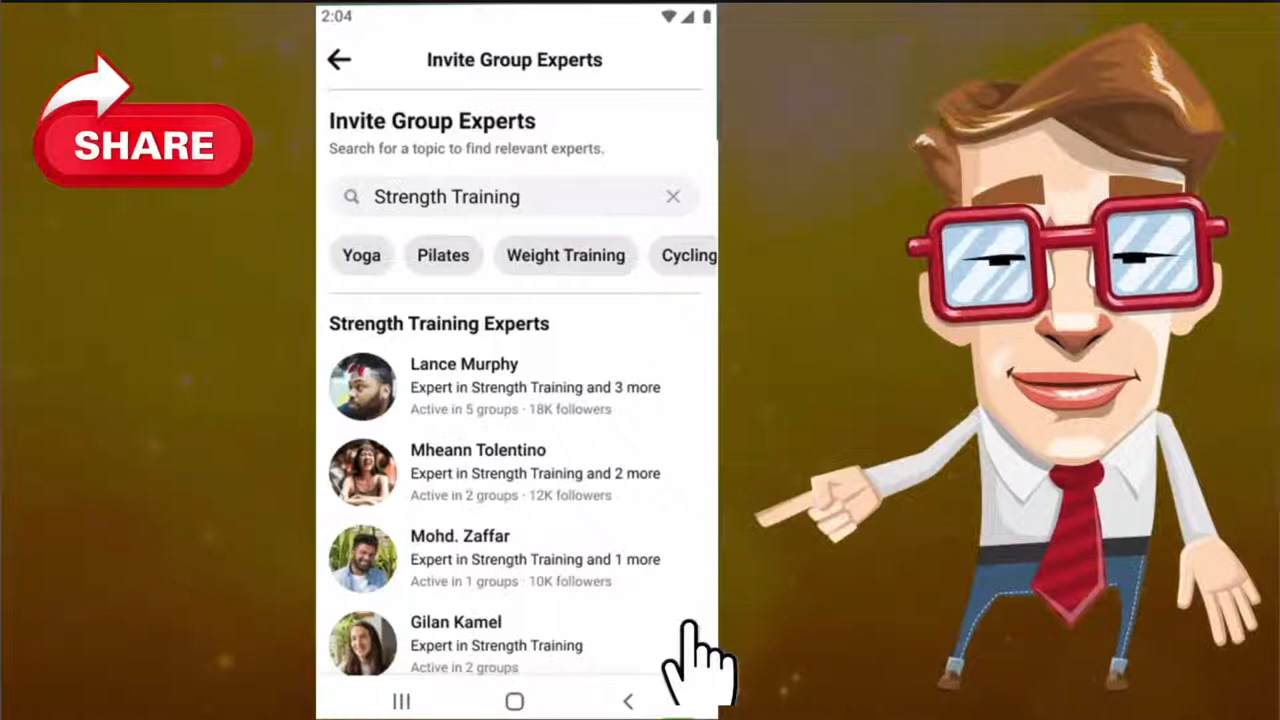 SHARE
2:04
Invite Group Experts
Invite Group Experts
Search for a topic to find relevant experts.
Strength Training
Yoga
Pilates
Weight Training
Cycling
Strength Training Experts
Lance Murphy
Expert in Strength Training and 3 more
Active in 5 groups · 18K followers
Mheann Tolentino
Expert in Strength Training and 2 more
Active in 2 groups · 12K followers
Mohd. Zaffar
Expert in Strength Training and 1 more
Active in 1 groups · 10K followers
Gilan Kamel
Expert in Strength Training
Active in 2 groups